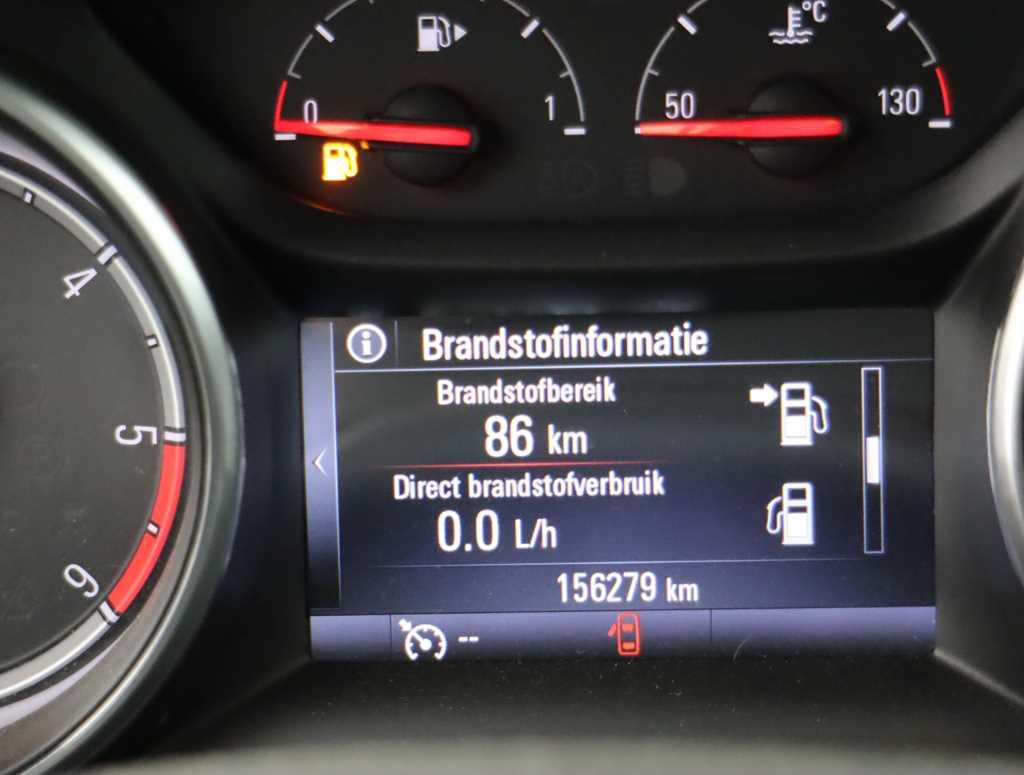 0 1
°C
50 130
4
5
6
i Brandstofinformatie
Brandstofbereik
86 km
Direct brandstofverbruik
0.0 L/h
156279 km
--